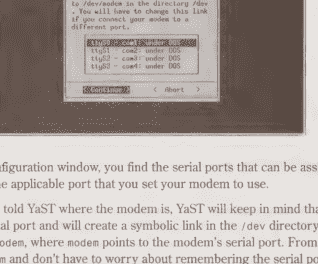 to /dev/modem in the directory /dev
. You will have to change this link
if you connect your modem to a
different port.
ttyS0 - com1: under DOS
ttyS1 - com2: under DOS
ttyS2 - com3: under DOS
ttyS3 - com4: under DOS
< Continue > < Abort >
figuration window, you find the serial ports that can be ass
e applicable port that you set your modem to use.
told YaST where the modem is, YaST will keep in mind tha
al port and will create a symbolic link in the /dev directory
odem, where modem points to the modem's serial port. From
m and don't have to worry about remembering the serial po